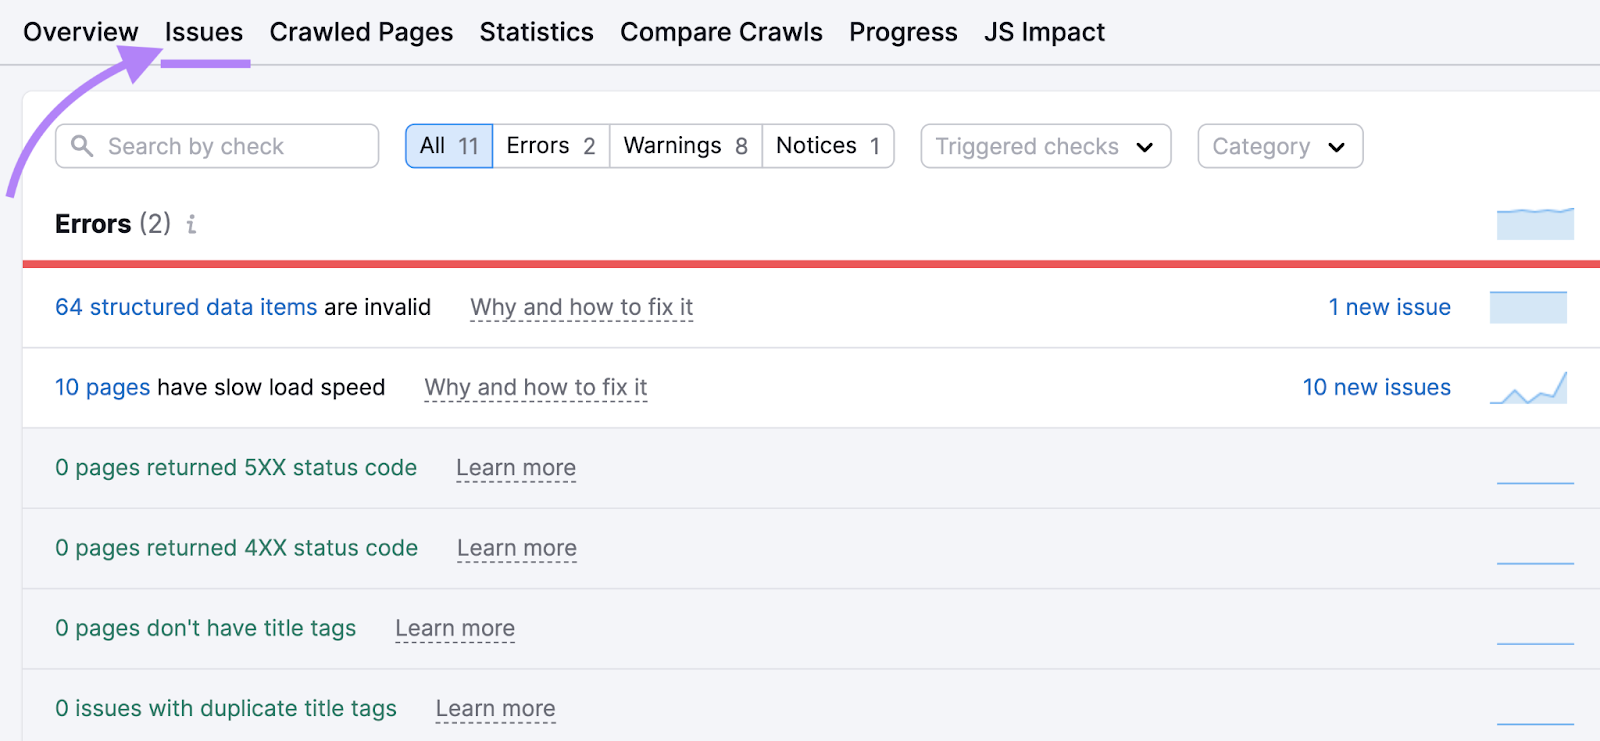 Overview Issues Crawled Pages Statistics Compare Crawls Progress JS Impact
Search by check All 11 Errors 2 Warnings 8 Notices 1 Triggered checks Category
Errors (2) i
64 structured data items are invalid Why and how to fix it 1 new issue
10 pages have slow load speed Why and how to fix it 10 new issues
0 pages returned 5XX status code Learn more
0 pages returned 4XX status code Learn more
0 pages don't have title tags Learn more
0 issues with duplicate title tags Learn more